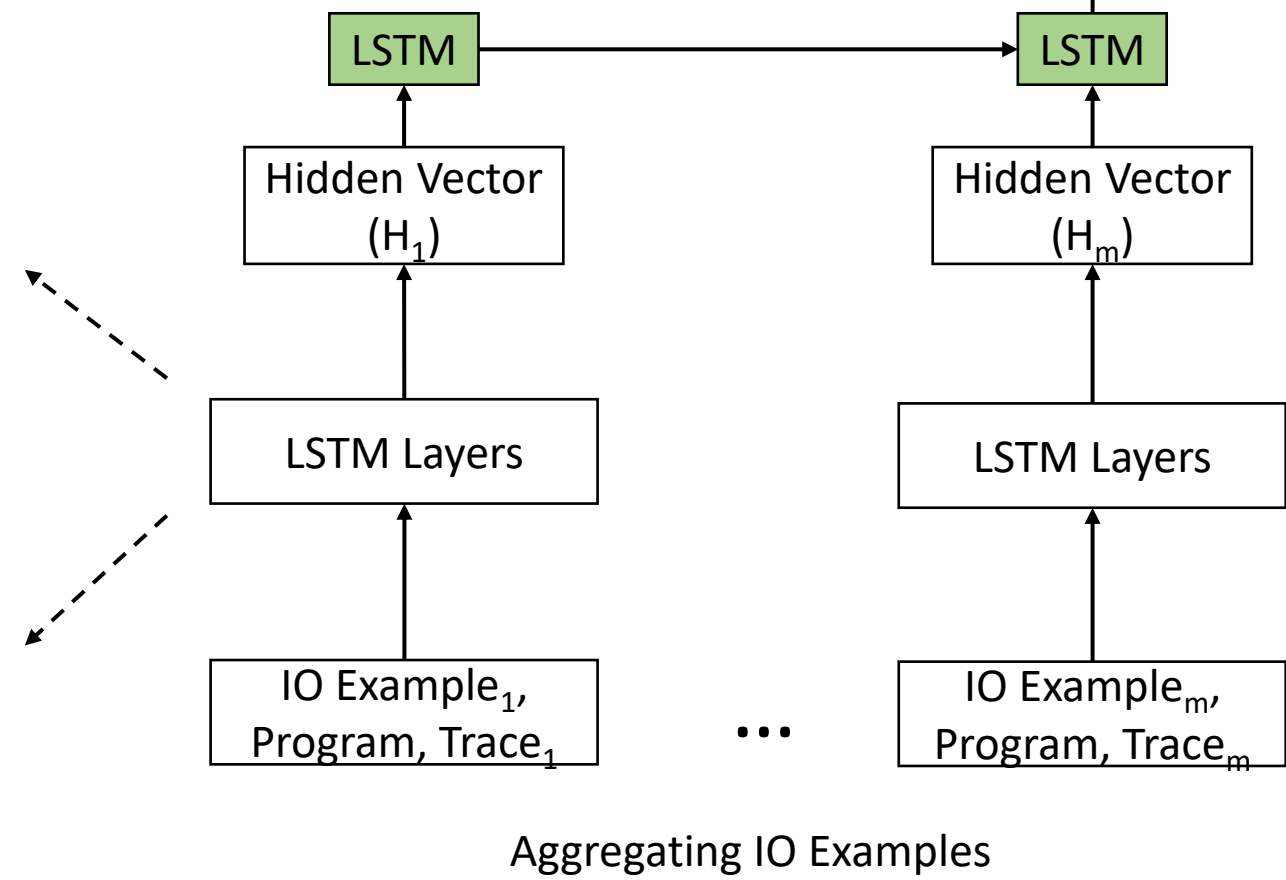 LSTM LSTM
Hidden Vector Hidden Vector
(H₁) (Hₘ)
LSTM Layers LSTM Layers
IO Example₁, IO Exampleₘ,
Program, Trace₁ ... Program, Traceₘ
Aggregating IO Examples